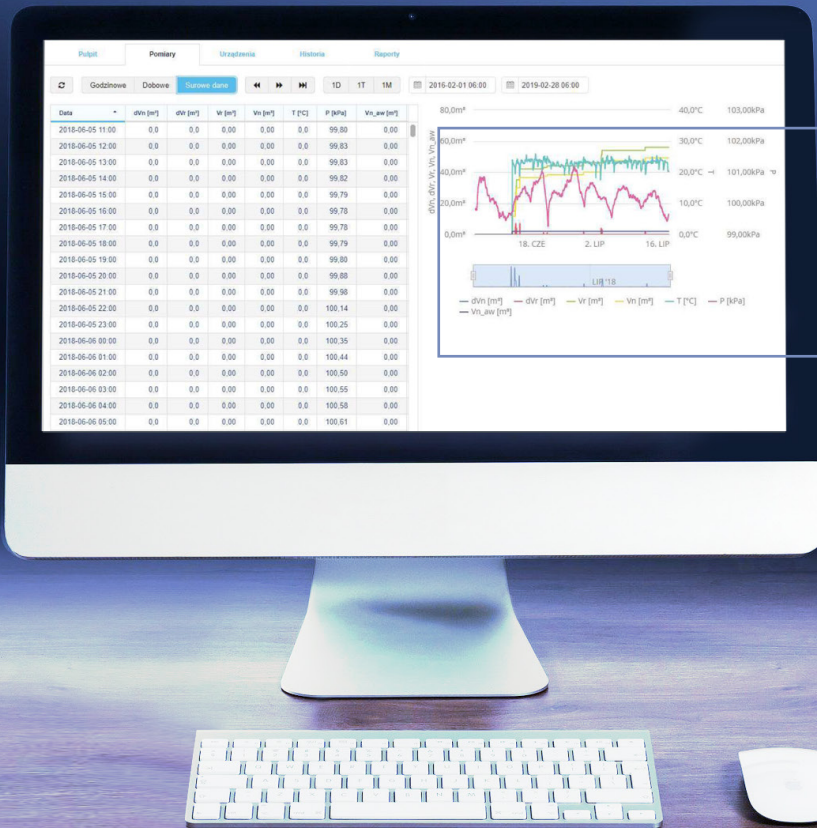 Pulpit Pomiary Urządzenia Historia Raporty
Godzinowe Dobowe Surowe dane 1D 1T 1M 2016-02-01 06:00 2019-02-28 06:00
Data dVn [m³] dVr [m³] Vr [m³] Vn [m³] T [°C] P [kPa] Vn_aw [m³]
2018-06-05 11:00 0,0 0,0 0,00 0,00 0,0 99,80 0,00
2018-06-05 12:00 0,0 0,0 0,00 0,00 0,0 99,83 0,00
2018-06-05 13:00 0,0 0,0 0,00 0,00 0,0 99,83 0,00
2018-06-05 14:00 0,0 0,0 0,00 0,00 0,0 99,82 0,00
2018-06-05 15:00 0,0 0,0 0,00 0,00 0,0 99,79 0,00
2018-06-05 16:00 0,0 0,0 0,00 0,00 0,0 99,78 0,00
2018-06-05 17:00 0,0 0,0 0,00 0,00 0,0 99,78 0,00
2018-06-05 18:00 0,0 0,0 0,00 0,00 0,0 99,79 0,00
2018-06-05 19:00 0,0 0,0 0,00 0,00 0,0 99,80 0,00
2018-06-05 20:00 0,0 0,0 0,00 0,00 0,0 99,88 0,00
2018-06-05 21:00 0,0 0,0 0,00 0,00 0,0 99,98 0,00
2018-06-05 22:00 0,0 0,0 0,00 0,00 0,0 100,14 0,00
2018-06-05 23:00 0,0 0,0 0,00 0,00 0,0 100,25 0,00
2018-06-06 00:00 0,0 0,0 0,00 0,00 0,0 100,35 0,00
2018-06-06 01:00 0,0 0,0 0,00 0,00 0,0 100,44 0,00
2018-06-06 02:00 0,0 0,0 0,00 0,00 0,0 100,50 0,00
2018-06-06 03:00 0,0 0,0 0,00 0,00 0,0 100,55 0,00
2018-06-06 04:00 0,0 0,0 0,00 0,00 0,0 100,58 0,00
2018-06-06 05:00 0,0 0,0 0,00 0,00 0,0 100,61 0,00
dVn, dVr, Vr, Vn, Vn_aw
80,0m³ 40,0°C 103,00kPa
60,0m³ 30,0°C 102,00kPa
40,0m³ 20,0°C T 101,00kPa P
20,0m³ 10,0°C 100,00kPa
0,0m³ 0,0°C 99,00kPa
18. CZE 2. LIP 16. LIP
LIP '18
dVn [m³] dVr [m³] Vr [m³] Vn [m³] T [°C] P [kPa]
Vn_aw [m³]